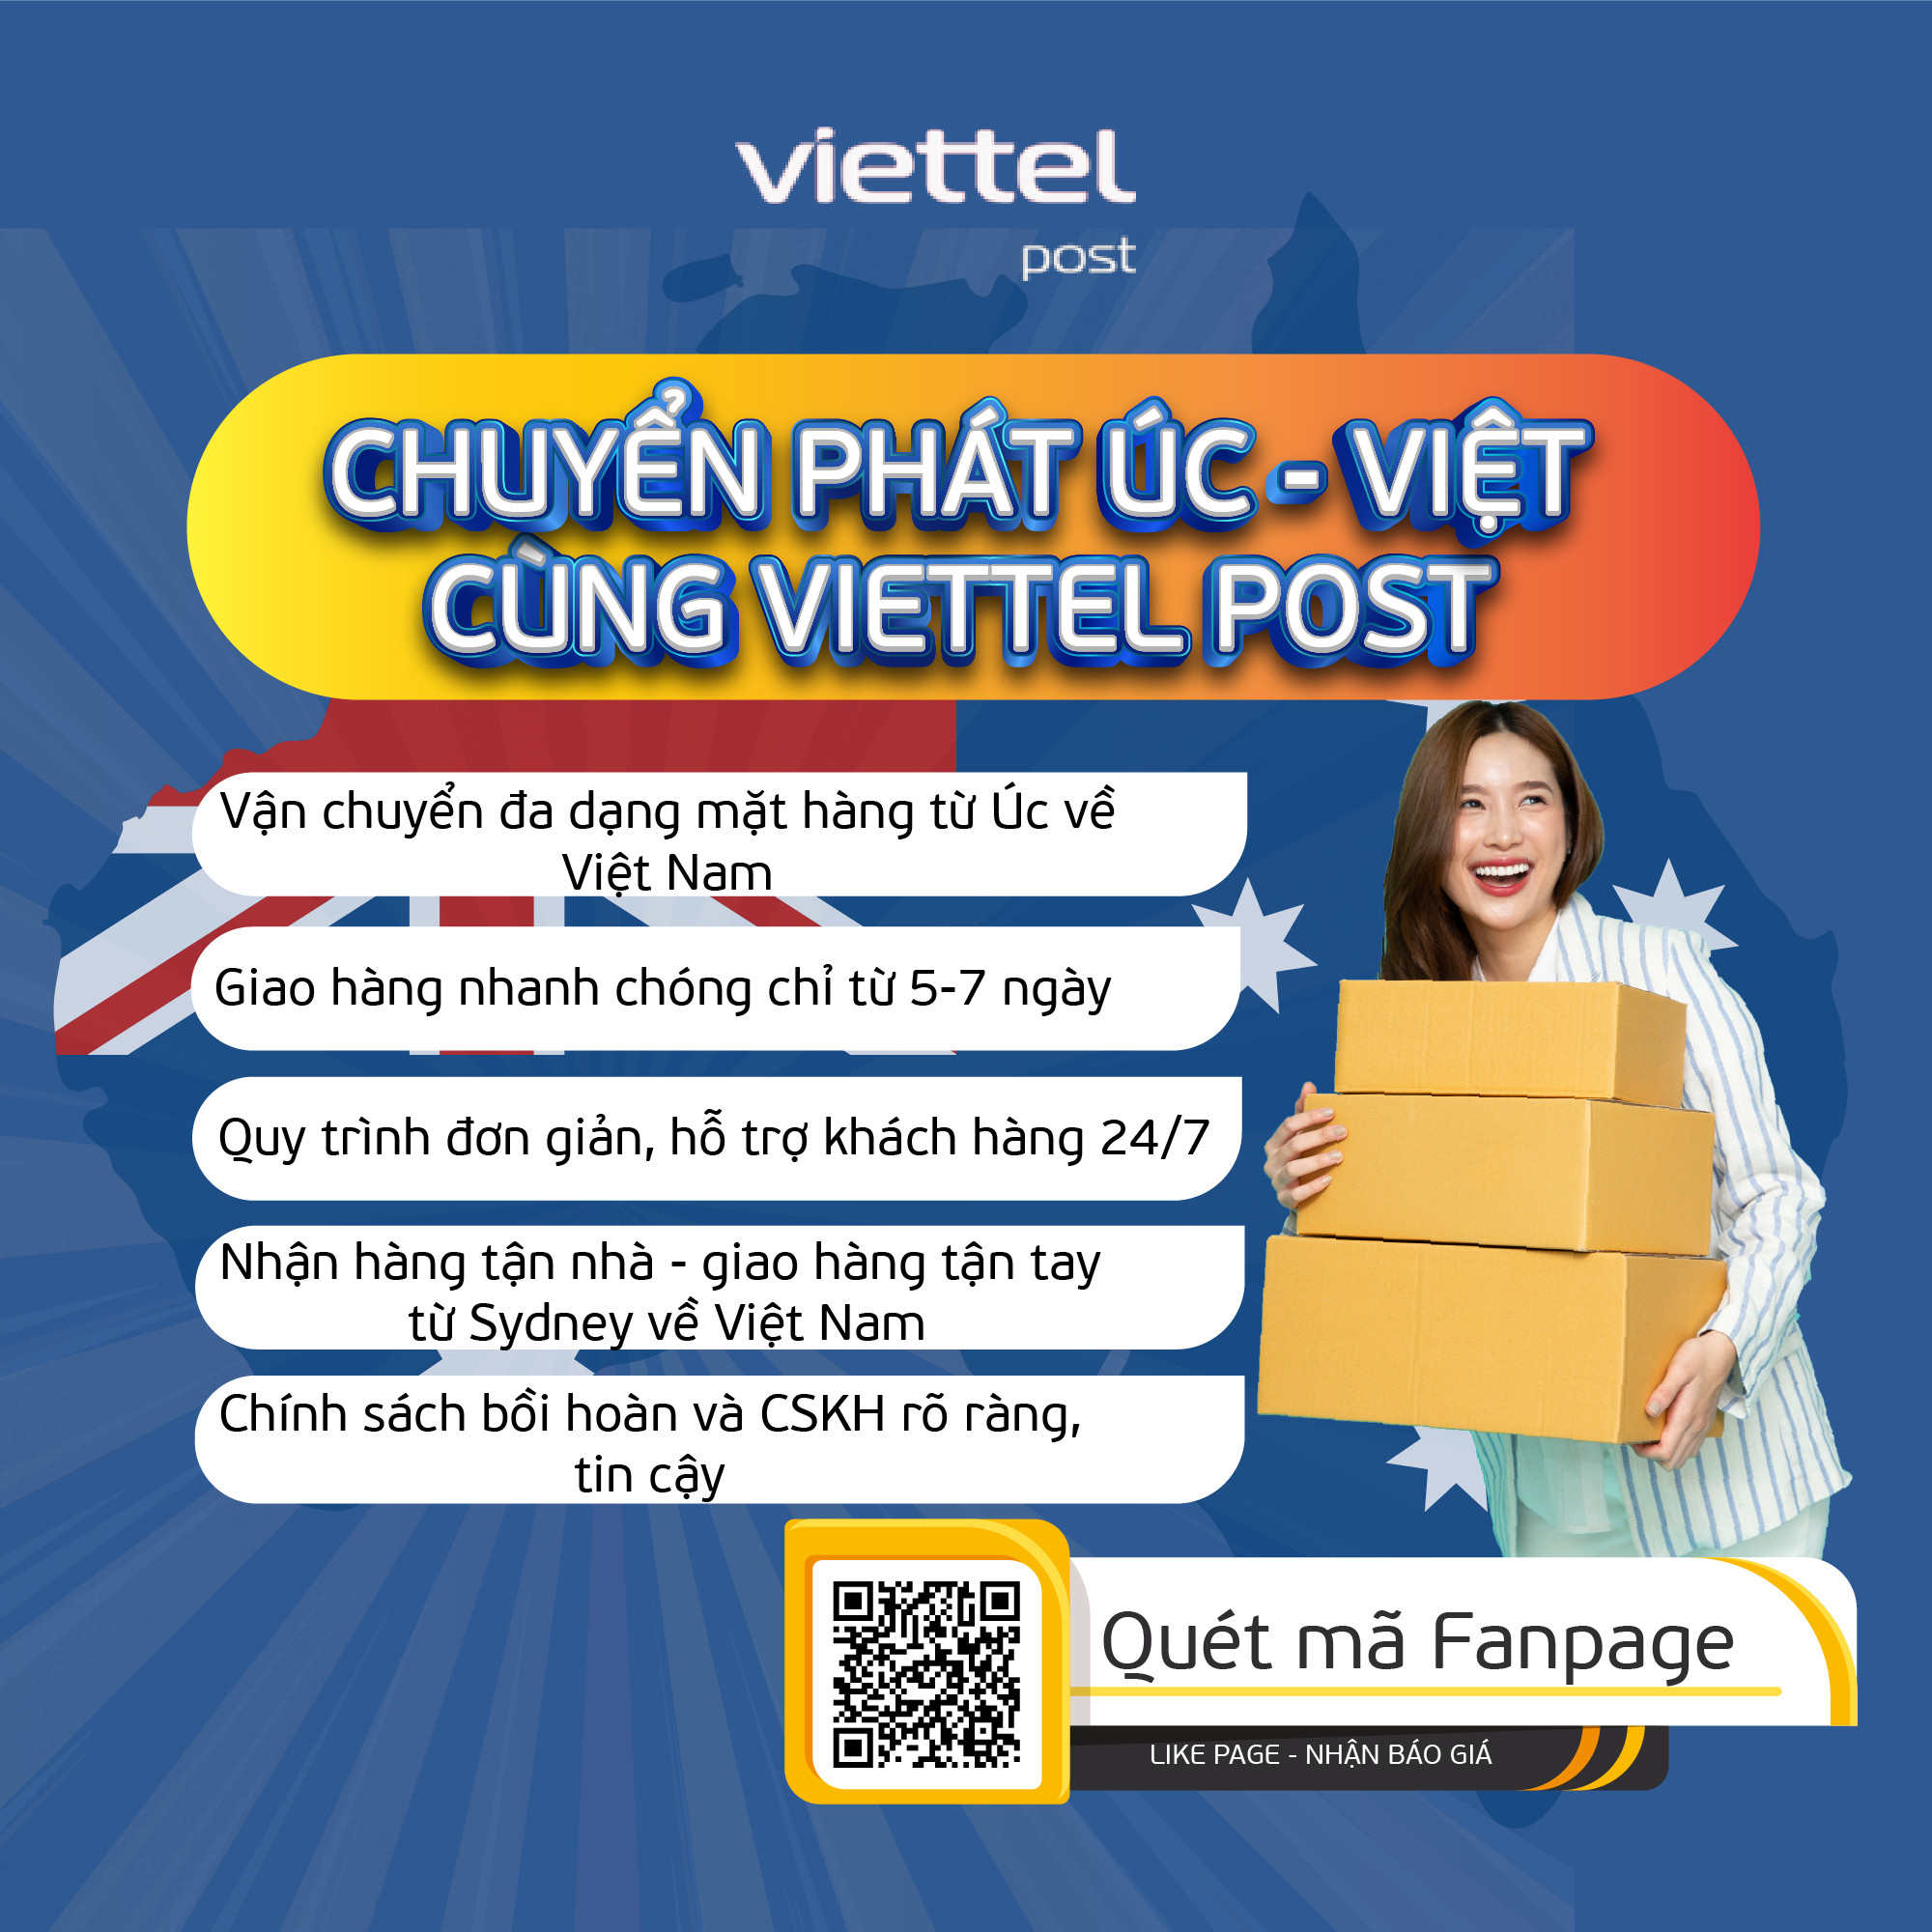 viettel
post
CHUYỂN PHÁT ÚC - VIỆT
CÙNG VIETTEL POST
Vận chuyển đa dạng mặt hàng từ Úc về
Việt Nam
Giao hàng nhanh chóng chỉ từ 5-7 ngày
Quy trình đơn giản, hỗ trợ khách hàng 24/7
Nhận hàng tận nhà - giao hàng tận tay
từ Sydney về Việt Nam
Chính sách bồi hoàn và CSKH rõ ràng,
tin cậy
Quét mã Fanpage
LIKE PAGE - NHẬN BÁO GIÁ